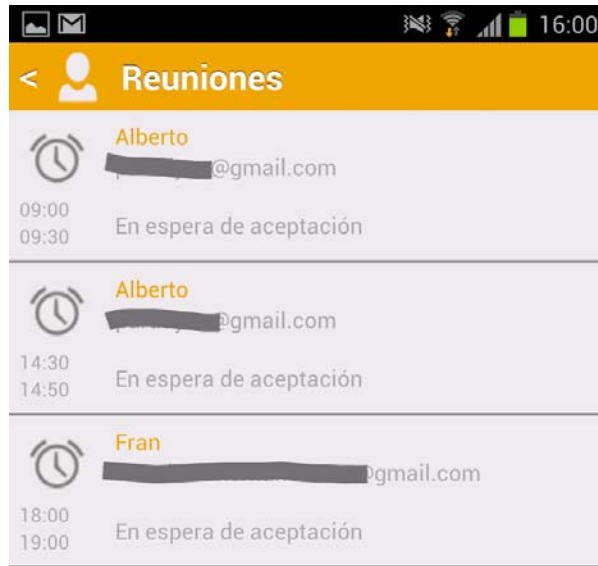 16:00
< Reuniones
Alberto
@gmail.com
09:00
09:30
En espera de aceptación
Alberto
@gmail.com
14:30
14:50
En espera de aceptación
Fran
@gmail.com
18:00
19:00
En espera de aceptación